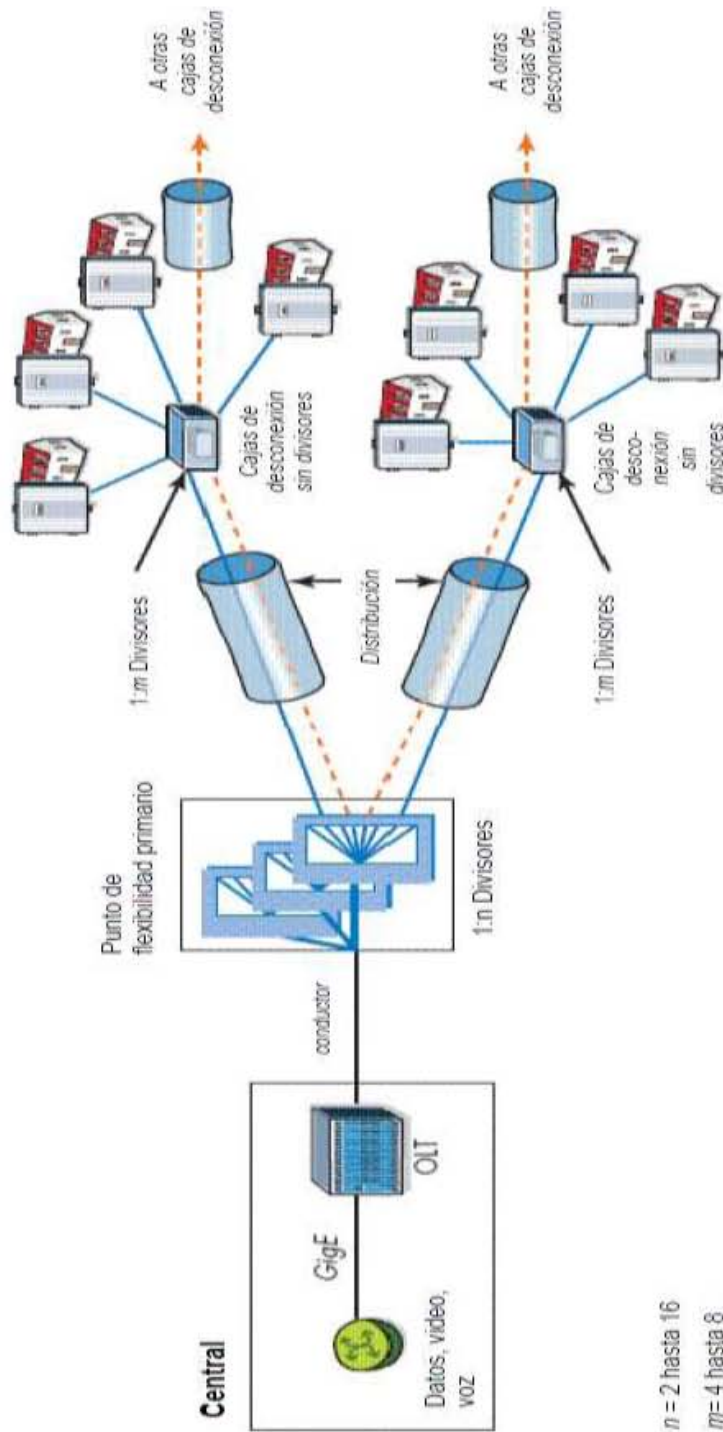 Central
Datos, video,
voz
GigE
OLT
conductor
Punto de
flexibilidad primario
1:n Divisores
1:m Divisores
Distribución
1:m Divisores
Cajas de
desconexión
sin divisores
A otras
cajas de
desconexión
Cajas de
desco-
nexión
sin
divisores
A otras
cajas de
desconexión
n = 2 hasta 16
m= 4 hasta 8